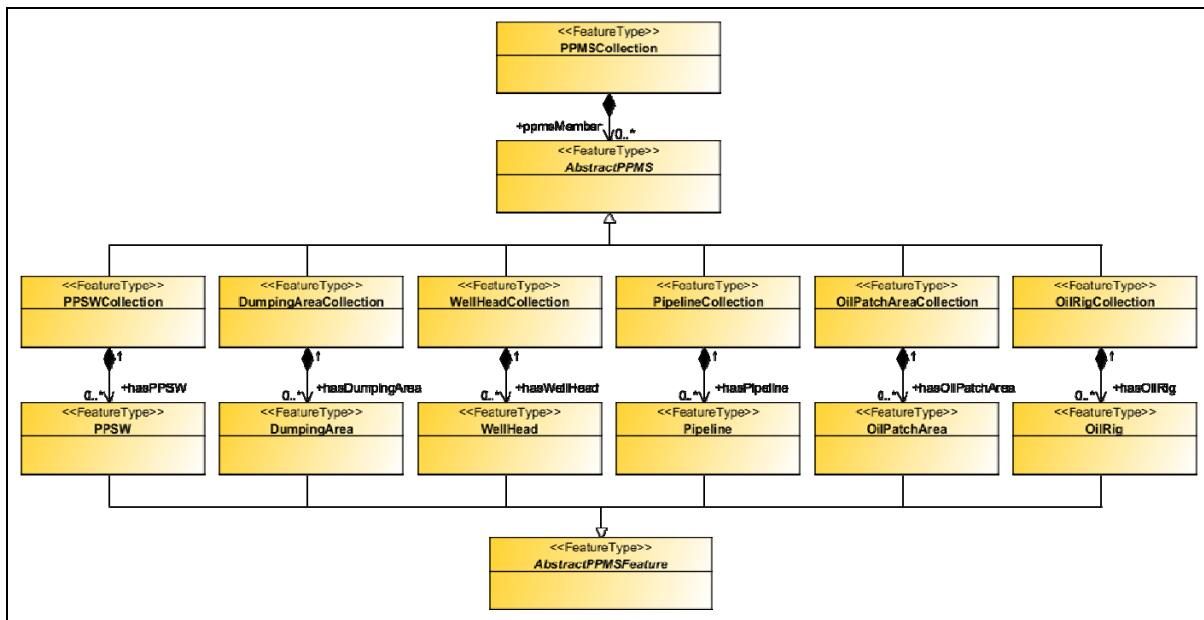 <<FeatureType>>
PPMSCollection
+ppmsMember
0..*
<<FeatureType>>
AbstractPPMS
<<FeatureType>>
PPSWCollection
<<FeatureType>>
DumpingAreaCollection
<<FeatureType>>
WellHeadCollection
<<FeatureType>>
PipelineCollection
<<FeatureType>>
OilPatchAreaCollection
<<FeatureType>>
OilRigCollection
1
1
1
1
1
1
+hasPPSW
+hasDumpingArea
+hasWellHead
+hasPipeline
+hasOilPatchArea
+hasOilRig
0..*
0..*
0..*
0..*
0..*
0..*
<<FeatureType>>
PPSW
<<FeatureType>>
DumpingArea
<<FeatureType>>
WellHead
<<FeatureType>>
Pipeline
<<FeatureType>>
OilPatchArea
<<FeatureType>>
OilRig
<<FeatureType>>
AbstractPPMSFeature